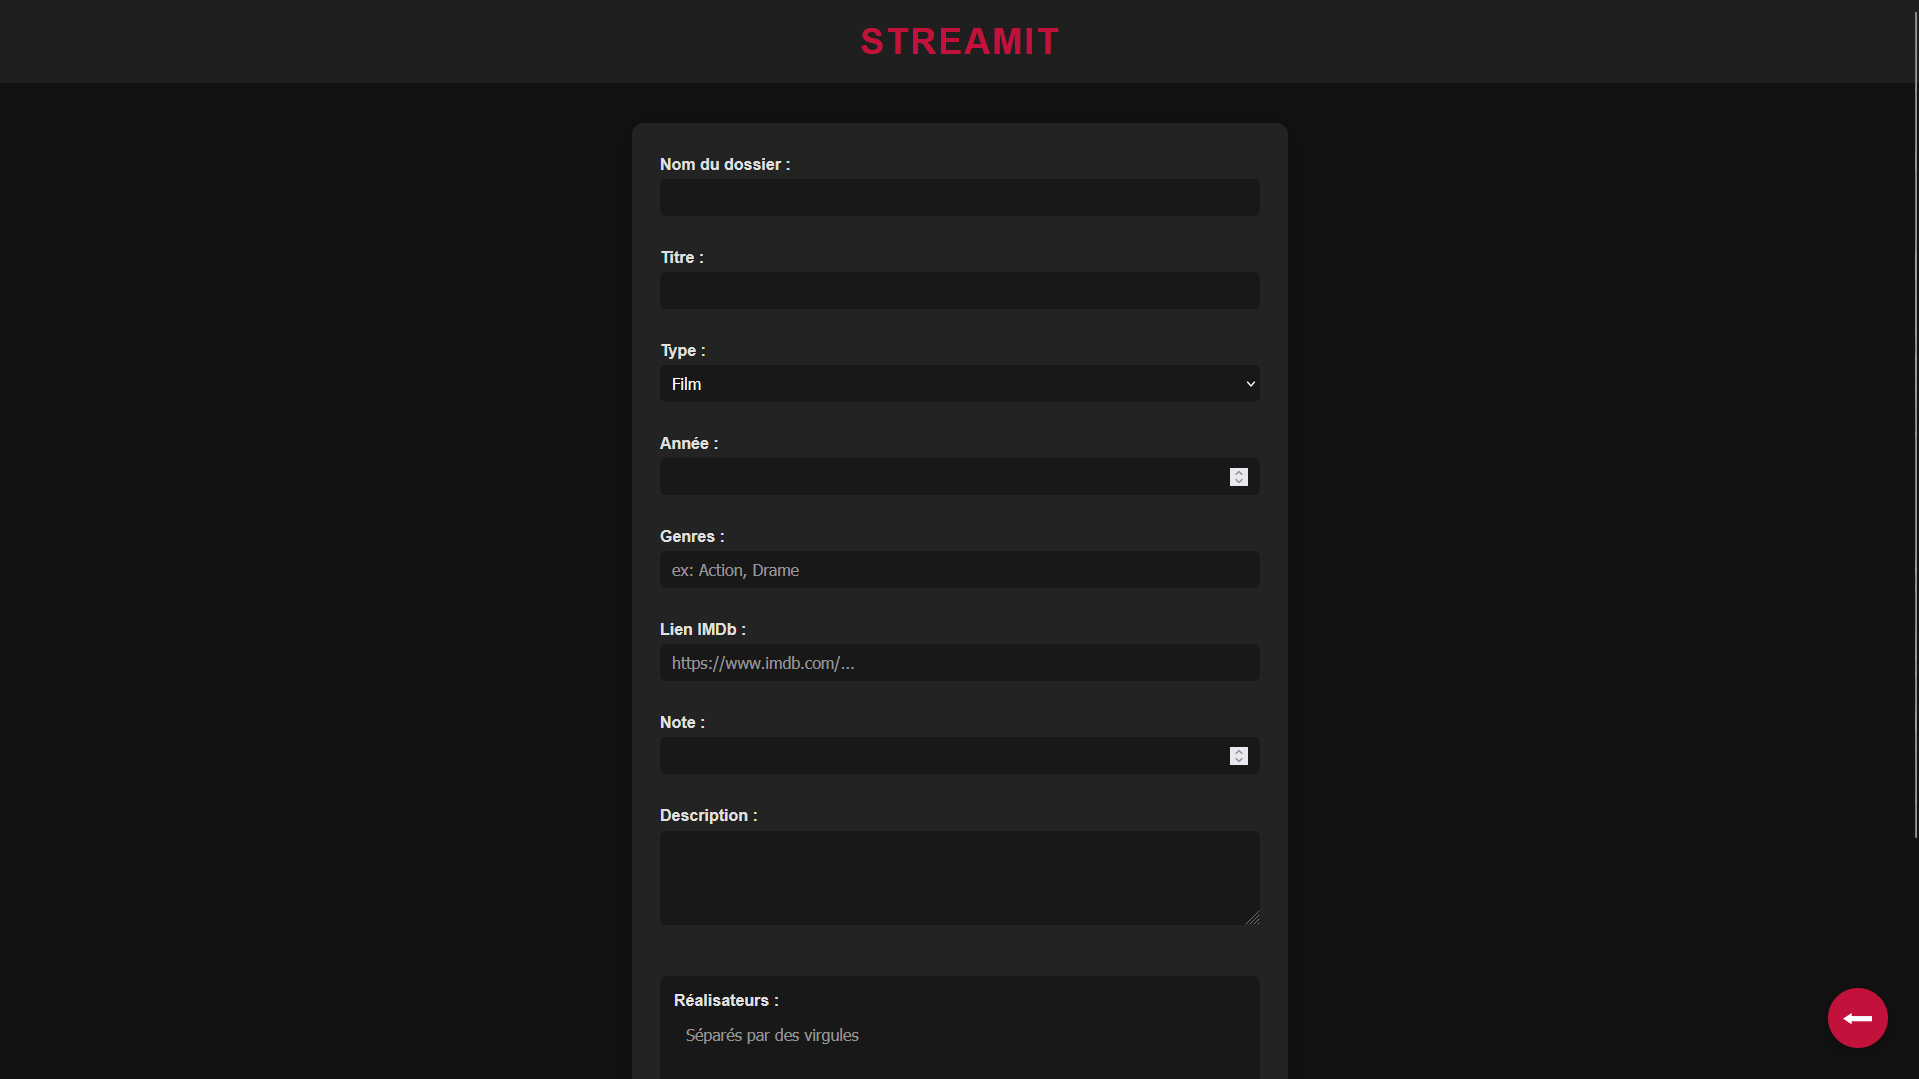 STREAMIT
Nom du dossier :
Titre :
Type :
Film
Année :
Genres :
ex: Action, Drame
Lien IMDb :
https://www.imdb.com/...
Note :
Description :
Réalisateurs :
Séparés par des virgules